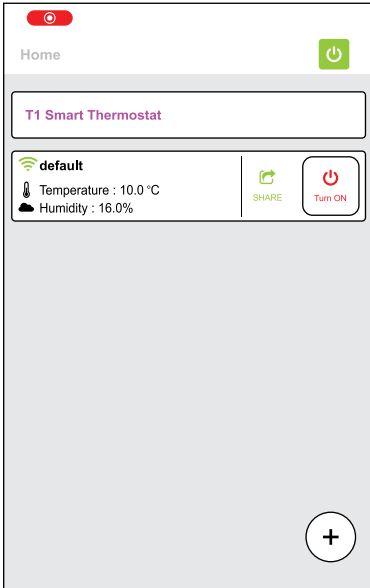 Home
T1 Smart Thermostat
default
Temperature : 10.0 °C
Humidity : 16.0%
SHARE
Turn ON
+